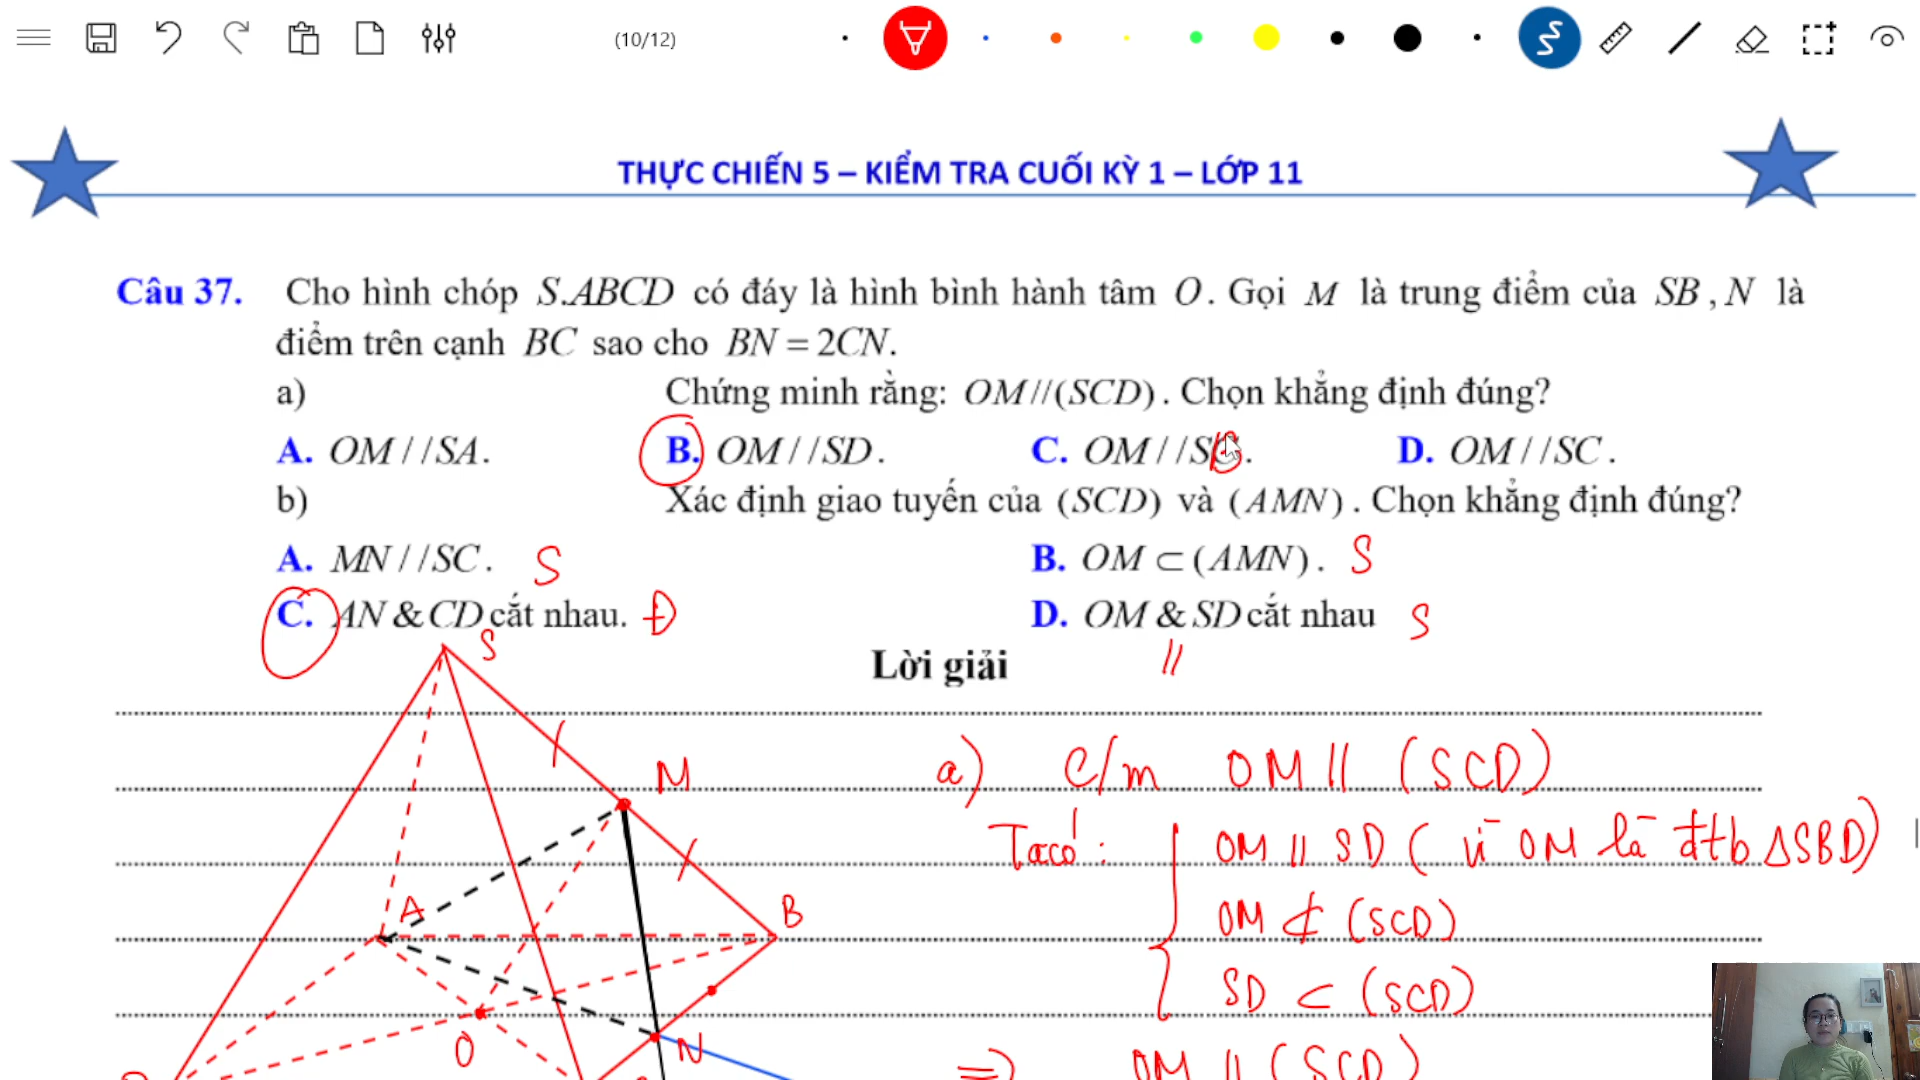 (10/12)
THỰC CHIẾN 5 – KIỂM TRA CUỐI KỲ 1 – LỚP 11
Câu 37. Cho hình chóp S.ABCD có đáy là hình bình hành tâm O. Gọi M là trung điểm của SB, N là
điểm trên cạnh BC sao cho BN = 2CN.
a) Chứng minh rằng: OM//(SCD). Chọn khẳng định đúng?
A. OM//SA. B. OM//SD. C. OM//SB. D. OM//SC.
b) Xác định giao tuyến của (SCD) và (AMN). Chọn khẳng định đúng?
A. MN//SC. S B. OM ⊂ (AMN). S
C. AN & CD cắt nhau. Đ D. OM & SD cắt nhau S
//
S
Lời giải
M
a) C/m OM // (SCD)
Ta có: OM // SD (vì OM là đtb ΔSBD)
A
B
OM ⊄ (SCD)
SD ⊂ (SCD)
O
N
=> OM // (SCD)